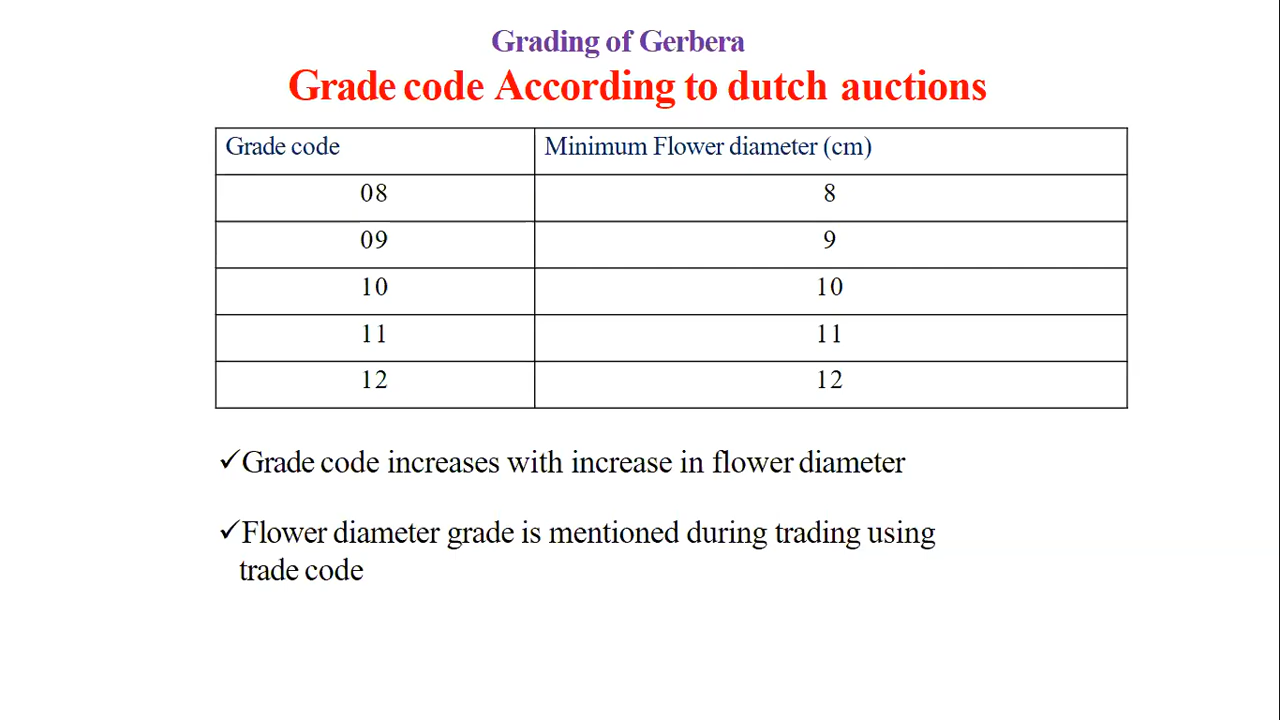 Grading of Gerbera
Grade code According to dutch auctions
Grade code Minimum Flower diameter (cm)
08 8
09 9
10 10
11 11
12 12
✓Grade code increases with increase in flower diameter
✓Flower diameter grade is mentioned during trading using
trade code